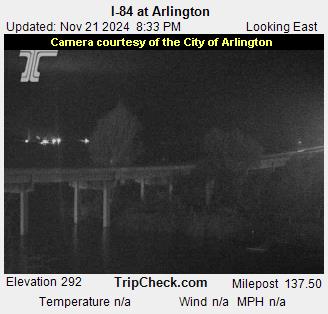 I-84 at Arlington
Updated: Nov 21 2024 8:33 PM Looking East
Camera courtesy of the City of Arlington
Elevation 292 TripCheck.com Milepost 137.50
Temperature n/a Wind n/a MPH n/a